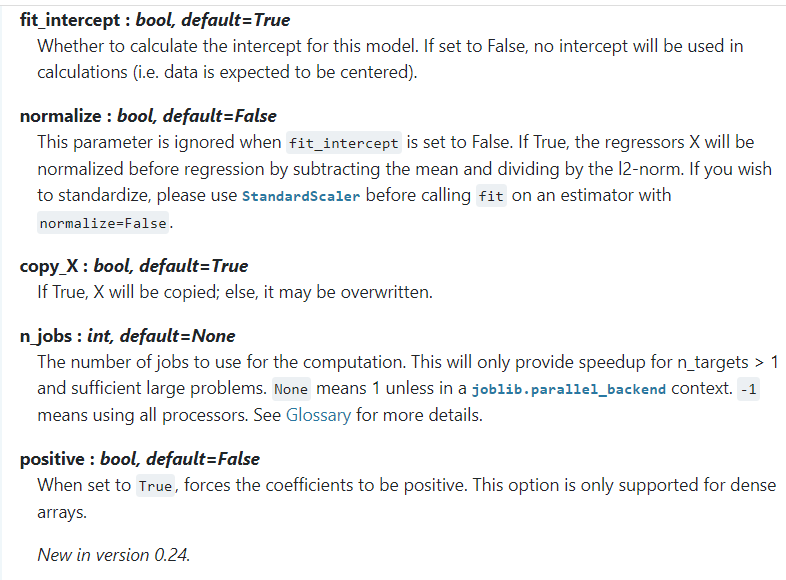 fit_intercept : bool, default=True
Whether to calculate the intercept for this model. If set to False, no intercept will be used in
calculations (i.e. data is expected to be centered).
normalize : bool, default=False
This parameter is ignored when fit_intercept is set to False. If True, the regressors X will be
normalized before regression by subtracting the mean and dividing by the l2-norm. If you wish
to standardize, please use StandardScaler before calling fit on an estimator with
normalize=False.
copy_X : bool, default=True
If True, X will be copied; else, it may be overwritten.
n_jobs : int, default=None
The number of jobs to use for the computation. This will only provide speedup for n_targets > 1
and sufficient large problems. None means 1 unless in a joblib.parallel_backend context. -1
means using all processors. See Glossary for more details.
positive : bool, default=False
When set to True, forces the coefficients to be positive. This option is only supported for dense
arrays.
New in version 0.24.